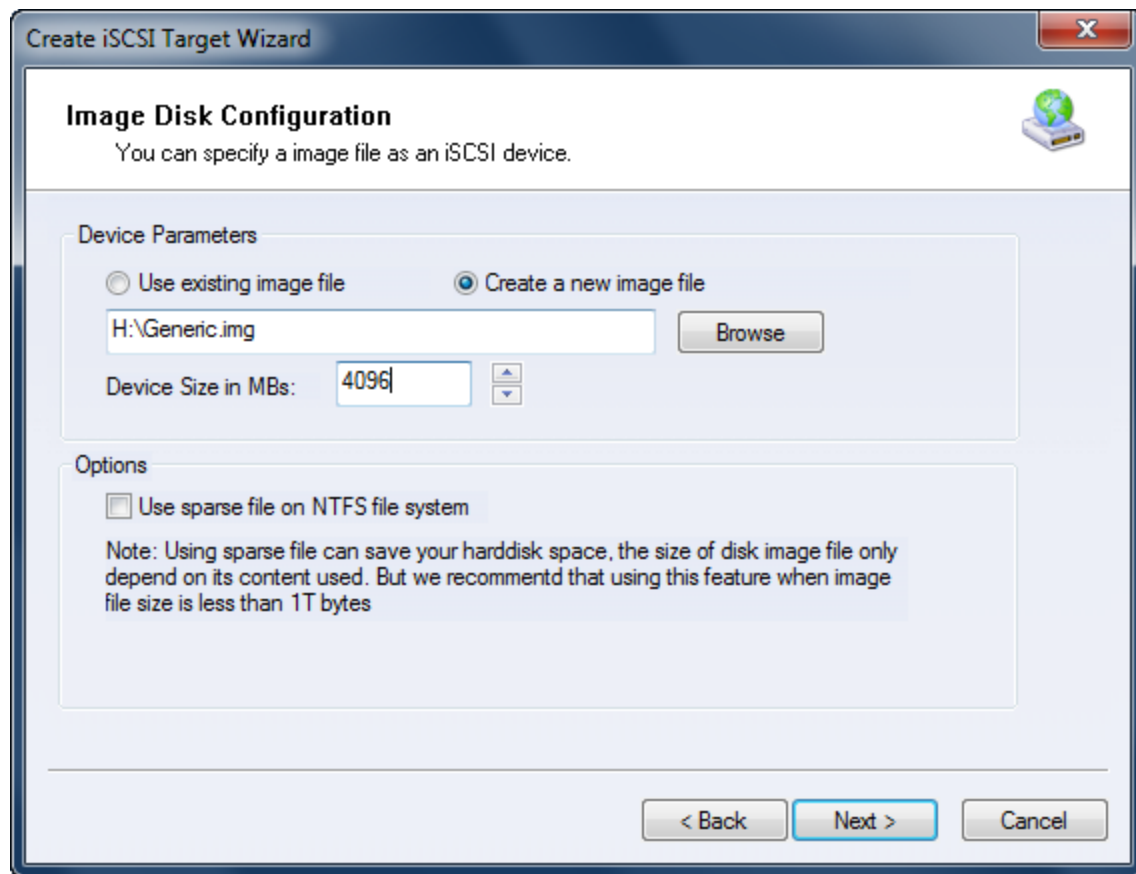 Create iSCSI Target Wizard
Image Disk Configuration
You can specify a image file as an iSCSI device.
Device Parameters
Use existing image file
Create a new image file
H:\Generic.img
Browse
Device Size in MBs:
4096
Options
Use sparse file on NTFS file system
Note: Using sparse file can save your harddisk space, the size of disk image file only
depend on its content used. But we recommentd that using this feature when image
file size is less than 1T bytes
< Back
Next >
Cancel